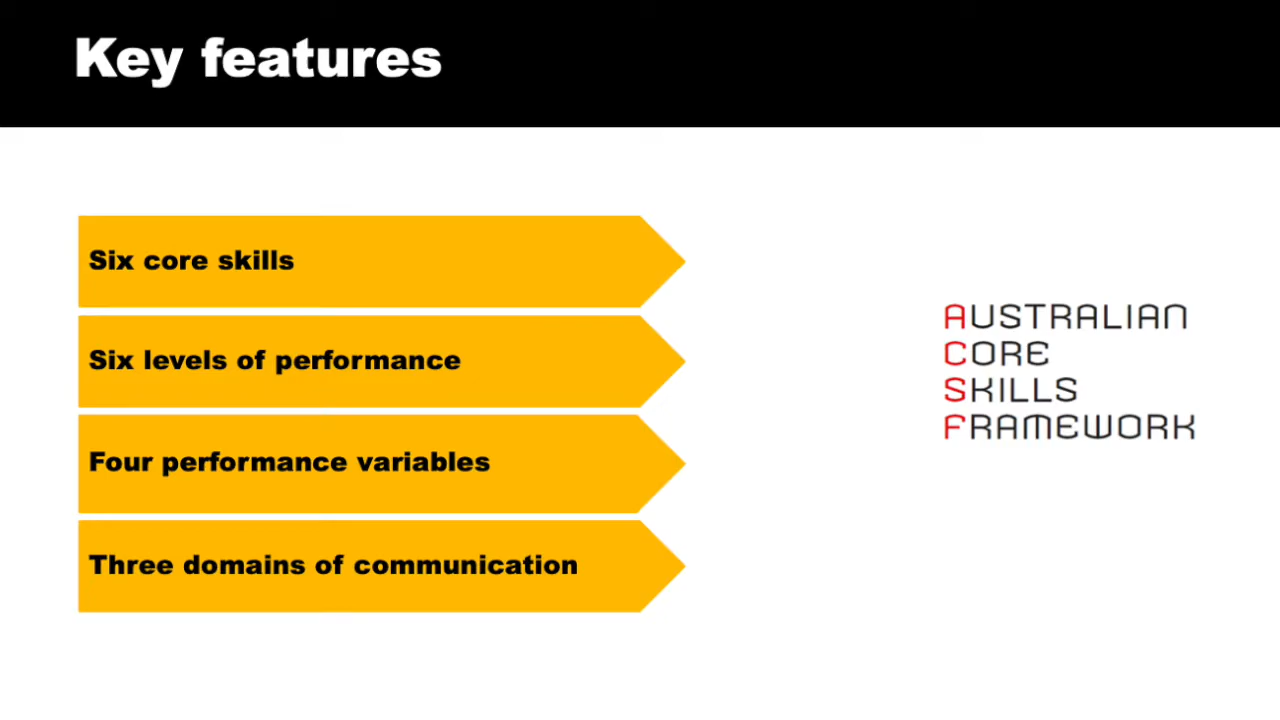 Key features
Six core skills
Six levels of performance
Four performance variables
Three domains of communication
AUSTRALIAN
CORE
SKILLS
FRAMEWORK